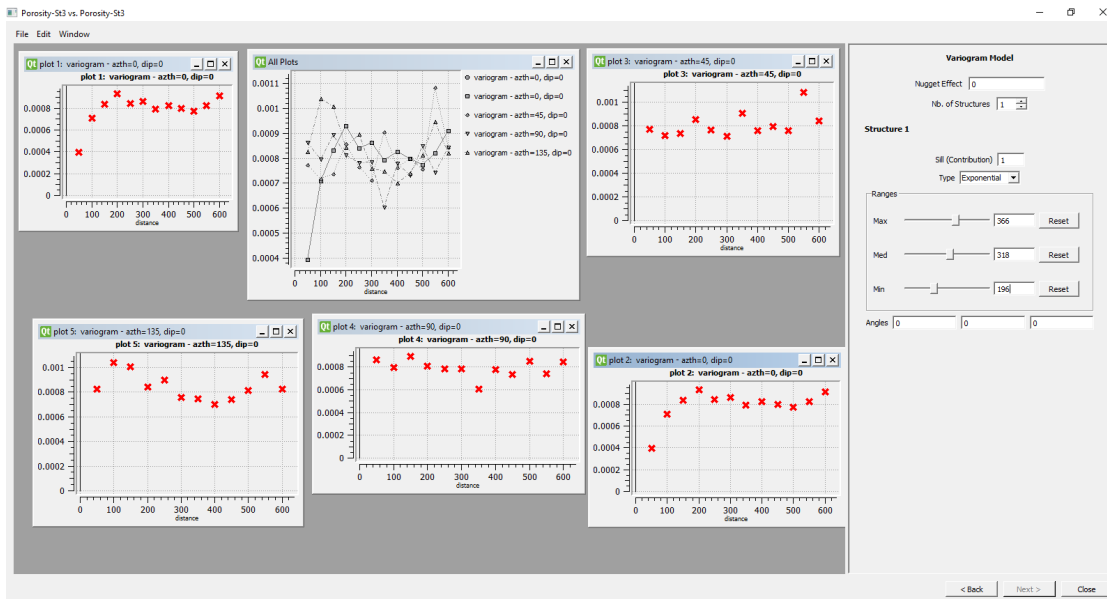 Porosity-St3 vs. Porosity-St3
File Edit Window
Qt plot 1: variogram - azth=0, dip=0
plot 1: variogram - azth=0, dip=0
0.0008
0.0006
0.0004
0.0002
0
0 100 200 300 400 500 600
distance
Qt All Plots
0.0011
0.001
0.0009
0.0008
0.0007
0.0006
0.0005
0.0004
0 100 200 300 400 500 600
distance
variogram - azth=0, dip=0
variogram - azth=0, dip=0
variogram - azth=45, dip=0
variogram - azth=90, dip=0
variogram - azth=135, dip=0
Qt plot 3: variogram - azth=45, dip=0
plot 3: variogram - azth=45, dip=0
0.001
0.0008
0.0006
0.0004
0.0002
0
0 100 200 300 400 500 600
distance
Qt plot 5: variogram - azth=135, dip=0
plot 5: variogram - azth=135, dip=0
0.001
0.0008
0.0006
0.0004
0.0002
0
0 100 200 300 400 500 600
distance
Qt plot 4: variogram - azth=90, dip=0
plot 4: variogram - azth=90, dip=0
0.0008
0.0006
0.0004
0.0002
0
0 100 200 300 400 500 600
distance
Qt plot 2: variogram - azth=0, dip=0
plot 2: variogram - azth=0, dip=0
0.0008
0.0006
0.0004
0.0002
0
0 100 200 300 400 500 600
distance
Variogram Model
Nugget Effect 0
Nb. of Structures 1
Structure 1
Sill (Contribution) 1
Type Exponential
Ranges
Max 366 Reset
Med 318 Reset
Min 196 Reset
Angles 0 0 0
< Back Next > Close